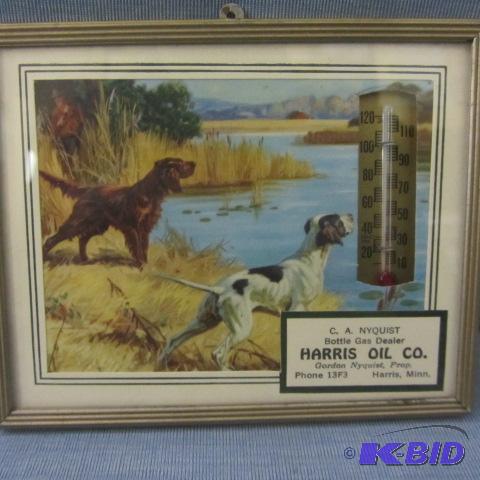 120
110
100
90
80
70
60
50
40
30
20
10
C. A. NYQUIST
Bottle Gas Dealer
HARRIS OIL CO.
Gordon Nyquist, Prop.
Phone 13F3 Harris, Minn.
© K-BID